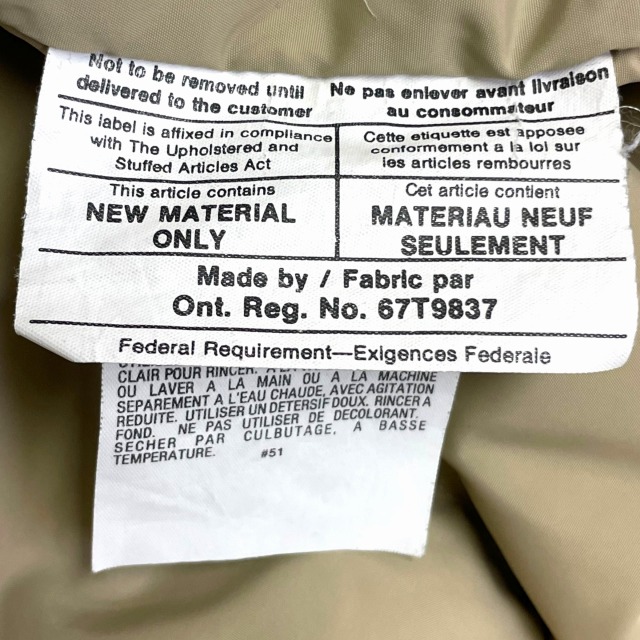 Not to be removed until
delivered to the customer
Ne pas enlever avant livraison
au consommateur
This label is affixed in compliance
with The Upholstered and
Stuffed Articles Act
Cette etiquette est apposee
conformement a la loi sur
les articles rembourres
This article contains
NEW MATERIAL
ONLY
Cet article contient
MATERIAU NEUF
SEULEMENT
Made by / Fabric par
Ont. Reg. No. 67T9837
Federal Requirement—Exigences Federale
CLAIR POUR RINCER. A LA
OU LAVER A LA MAIN OU A LA MACHINE
SEPAREMENT A L'EAU CHAUDE, AVEC AGITATION
REDUITE. UTILISER UN DETERSIF DOUX. RINCER A
FOND. NE PAS UTILISER DE DECOLORANT.
SECHER PAR CULBUTAGE, A BASSE
TEMPERATURE. #51